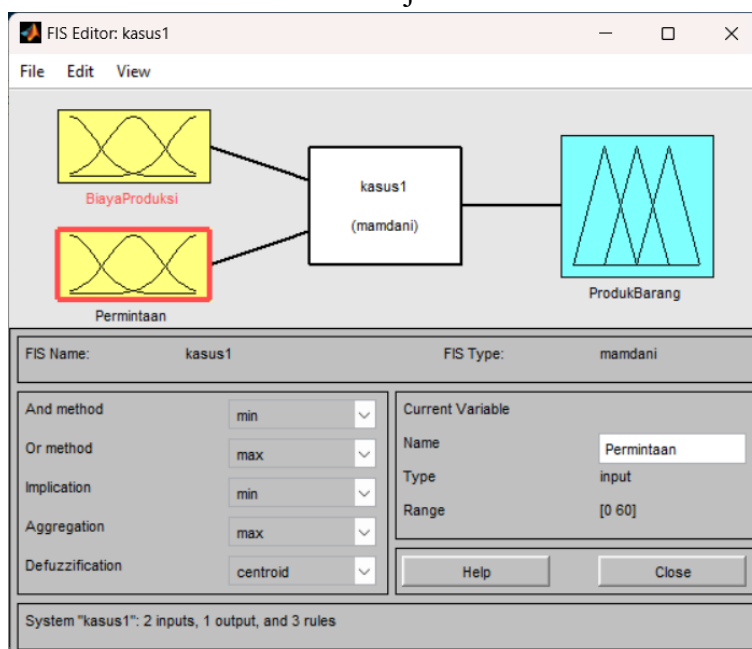 FIS Editor: kasus1
File Edit View
BiayaProduksi
Permintaan
kasus1
(mamdani)
ProdukBarang
FIS Name: kasus1 FIS Type: mamdani
And method min
Or method max
Implication min
Aggregation max
Defuzzification centroid
Current Variable
Name Permintaan
Type input
Range [0 60]
Help Close
System "kasus1": 2 inputs, 1 output, and 3 rules